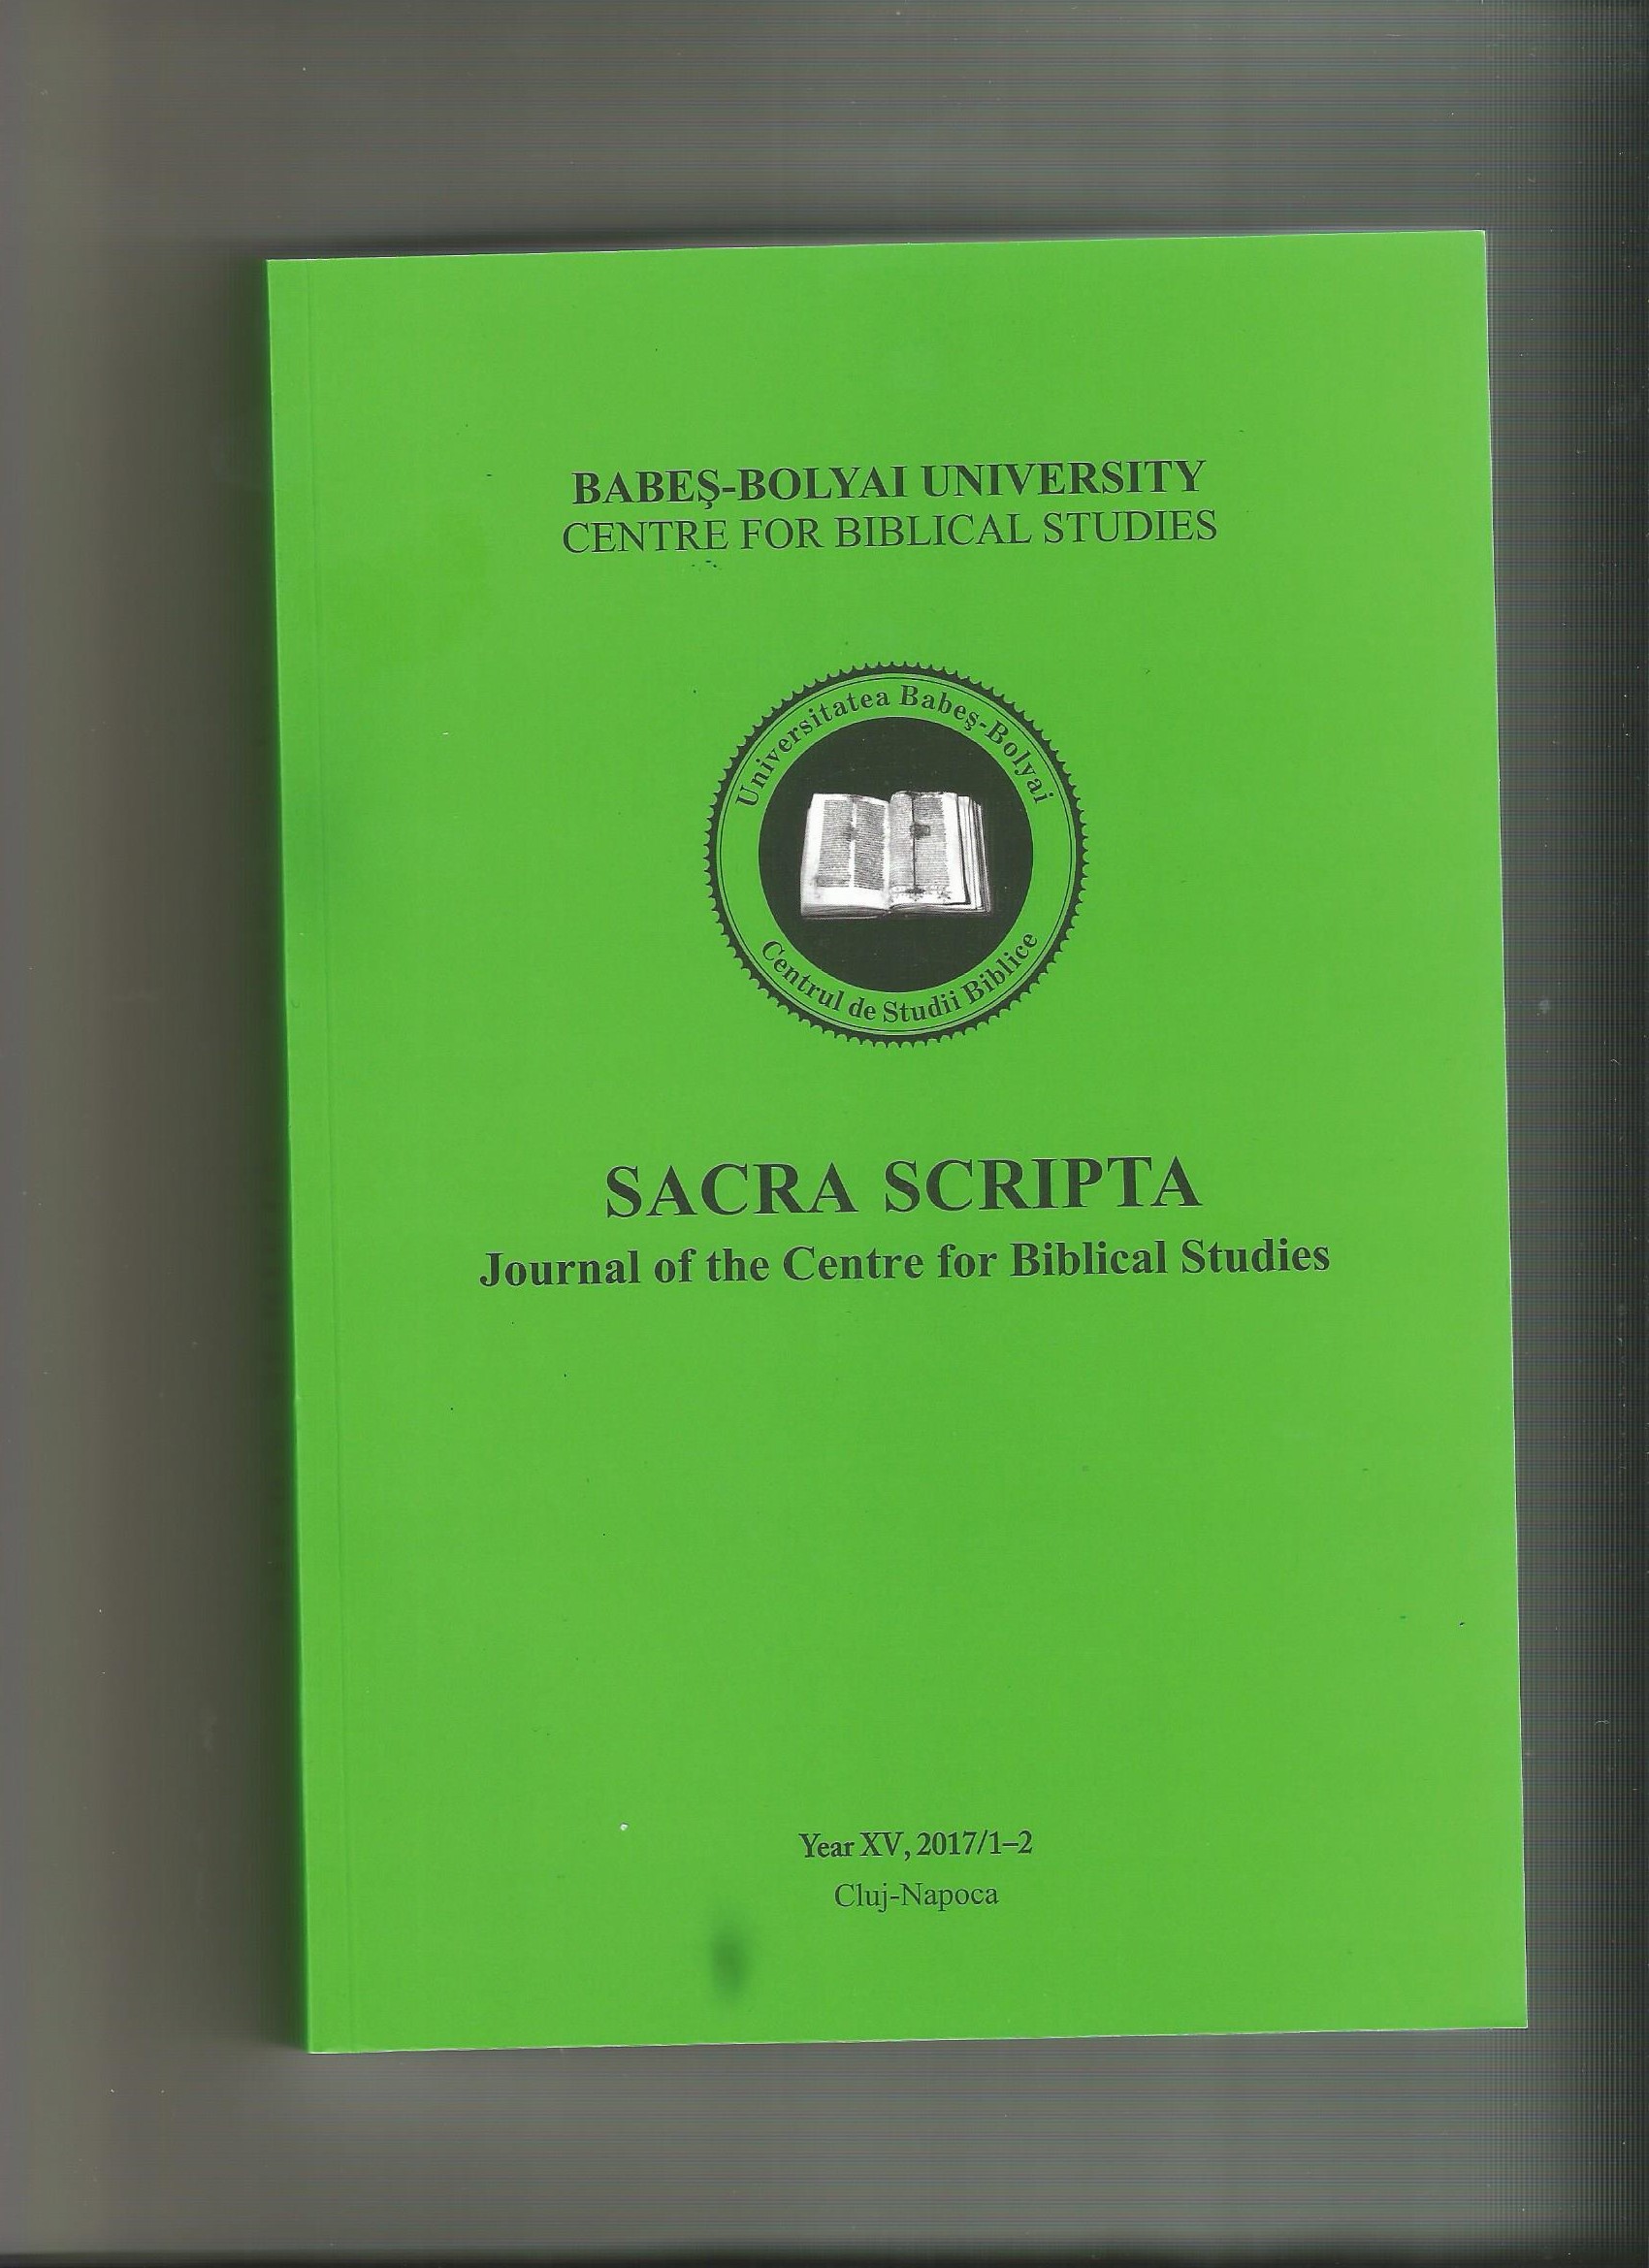 BABEŞ-BOLYAI UNIVERSITY
CENTRE FOR BIBLICAL STUDIES
Universitatea Babeş-Bolyai
Centrul de Studii Biblice
SACRA SCRIPTA
Journal of the Centre for Biblical Studies
Year XV, 2017/1–2
Cluj-Napoca